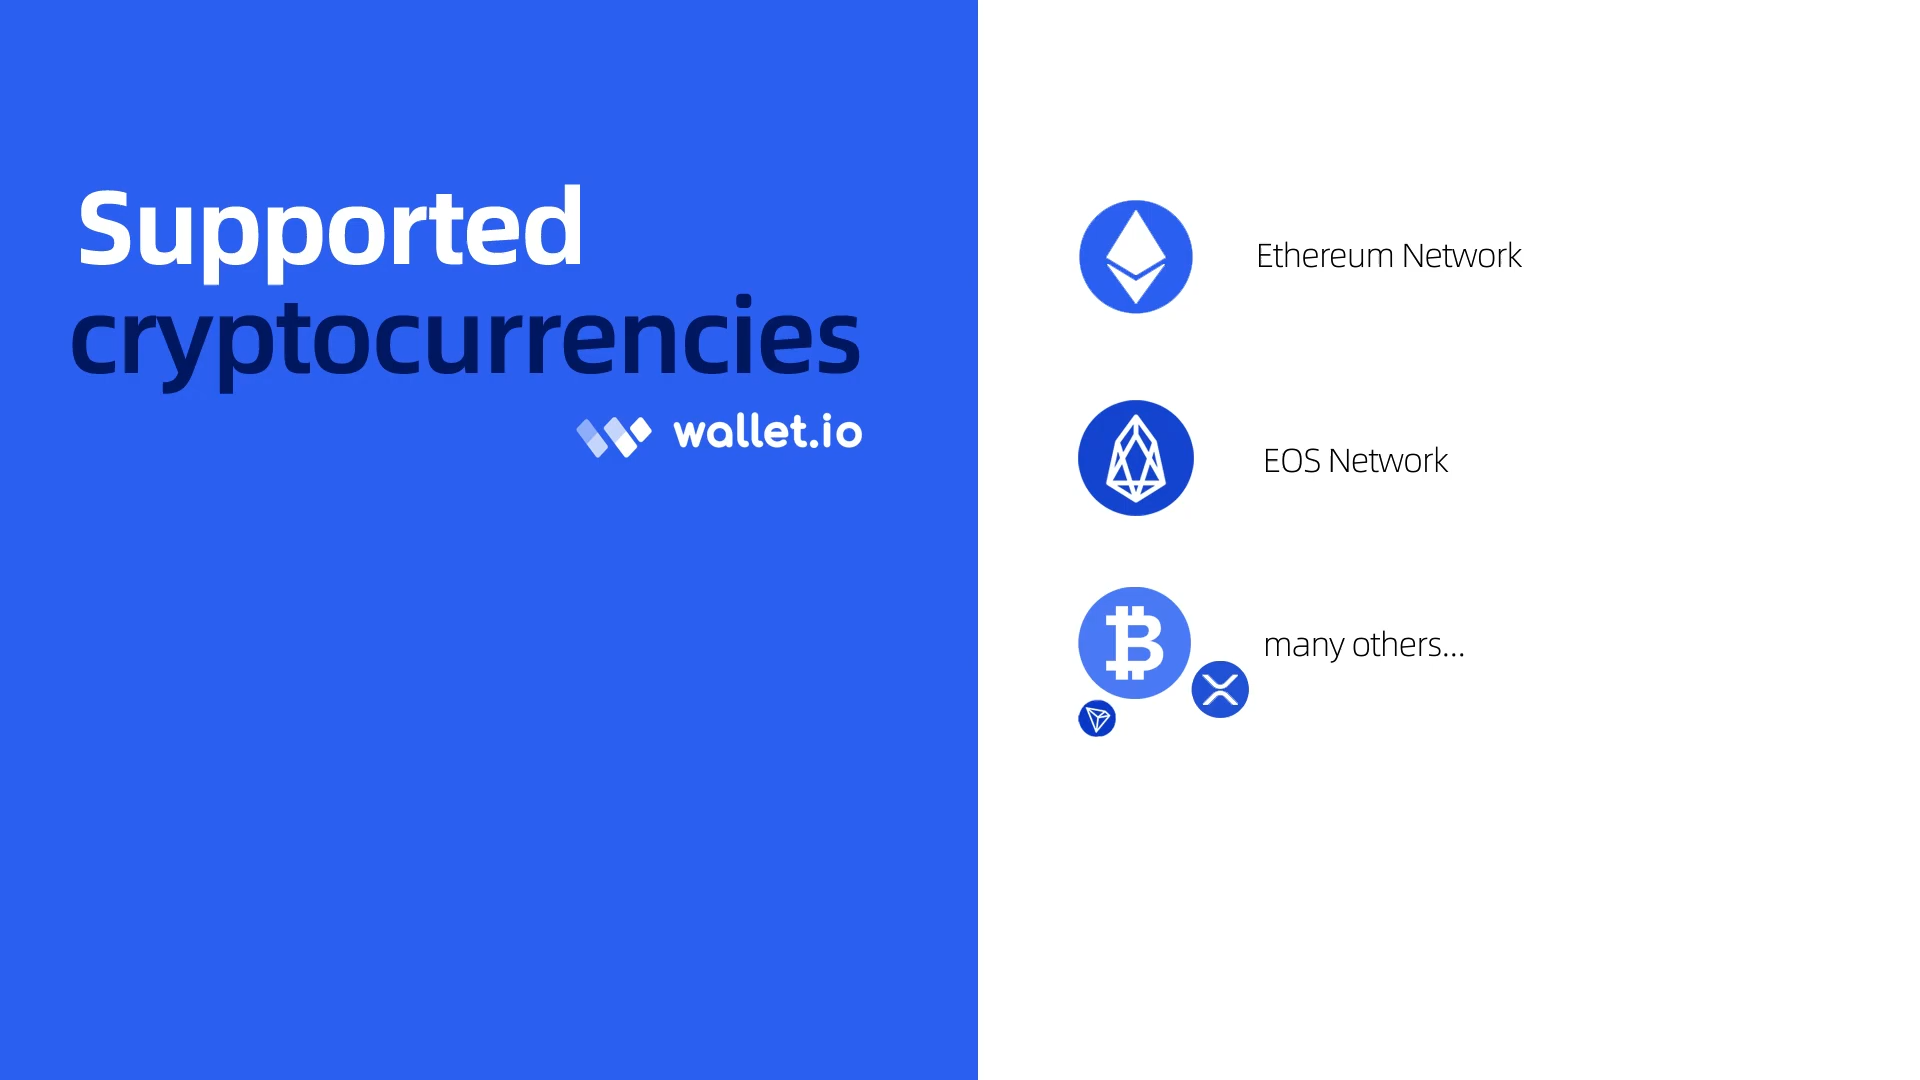 Supported
cryptocurrencies
wallet.io
Ethereum Network
EOS Network
many others...